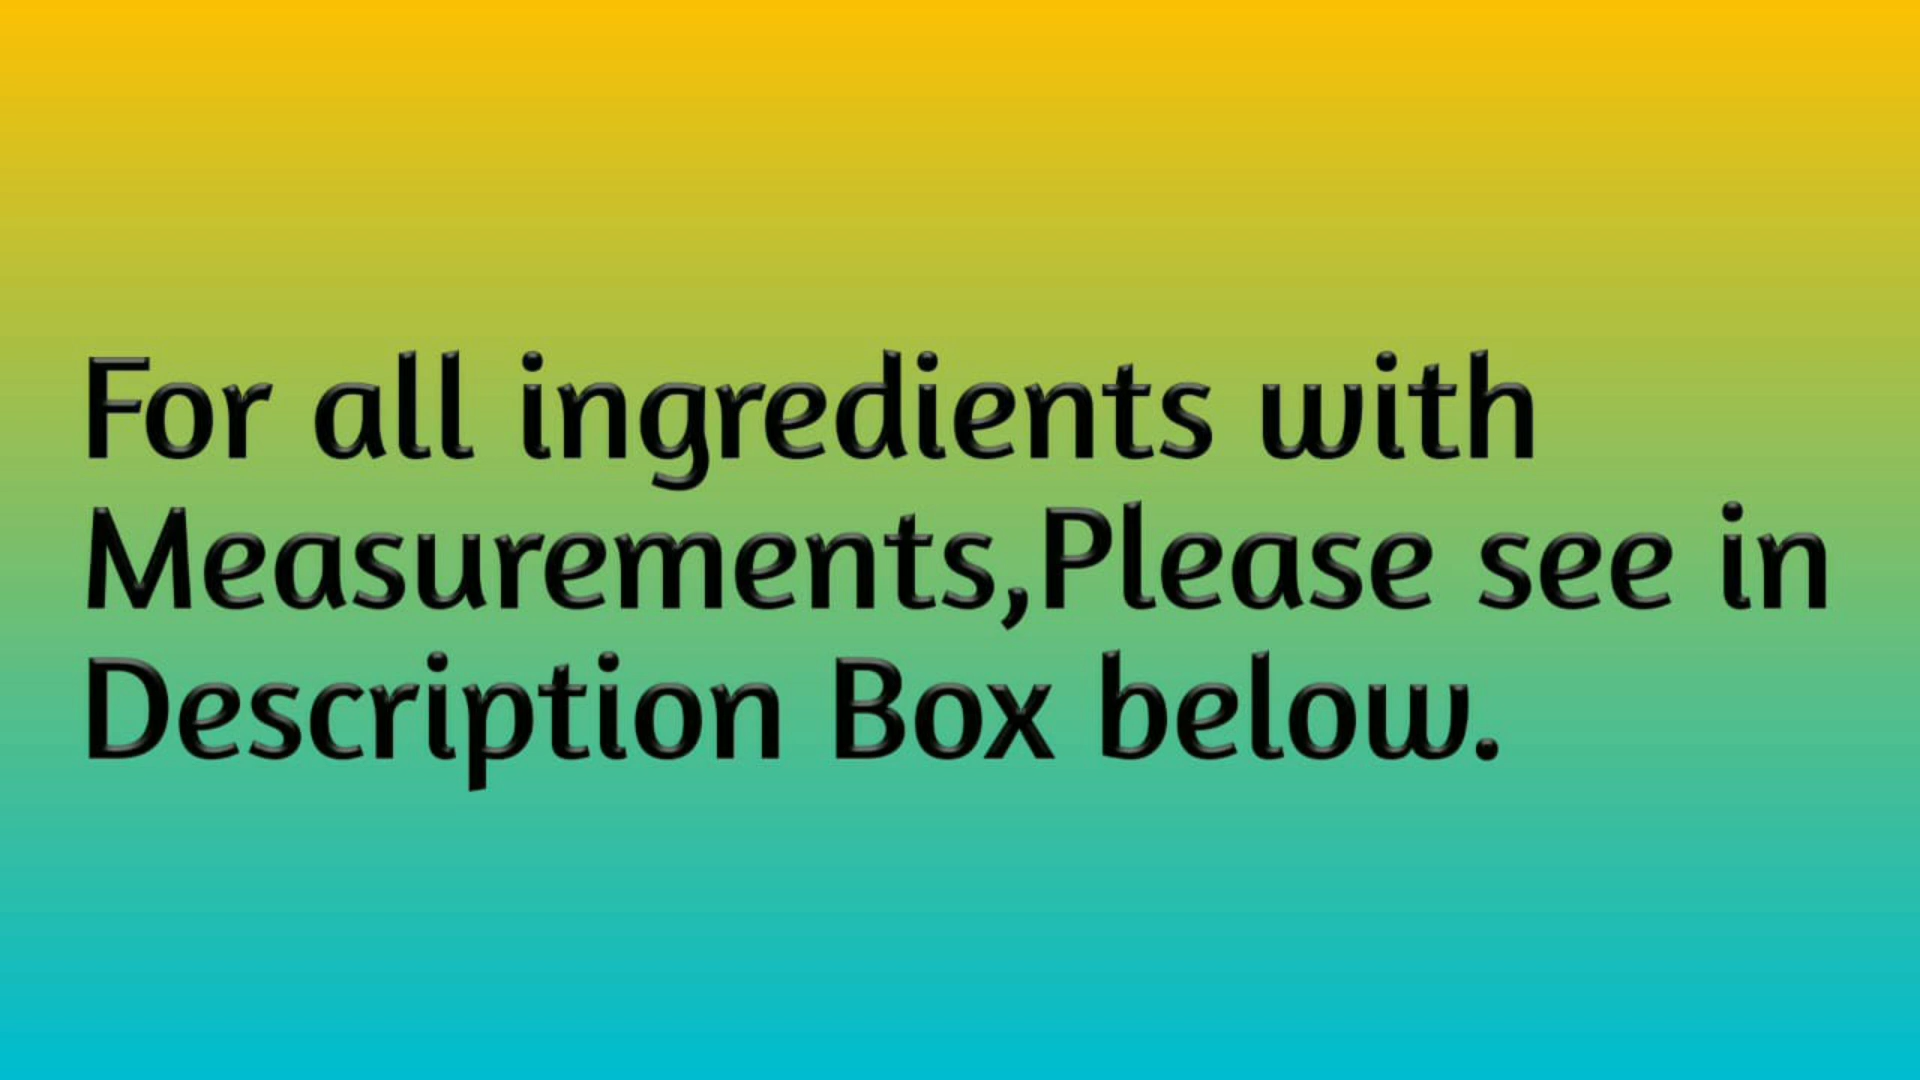 For all ingredients with
Measurements,Please see in
Description Box below.